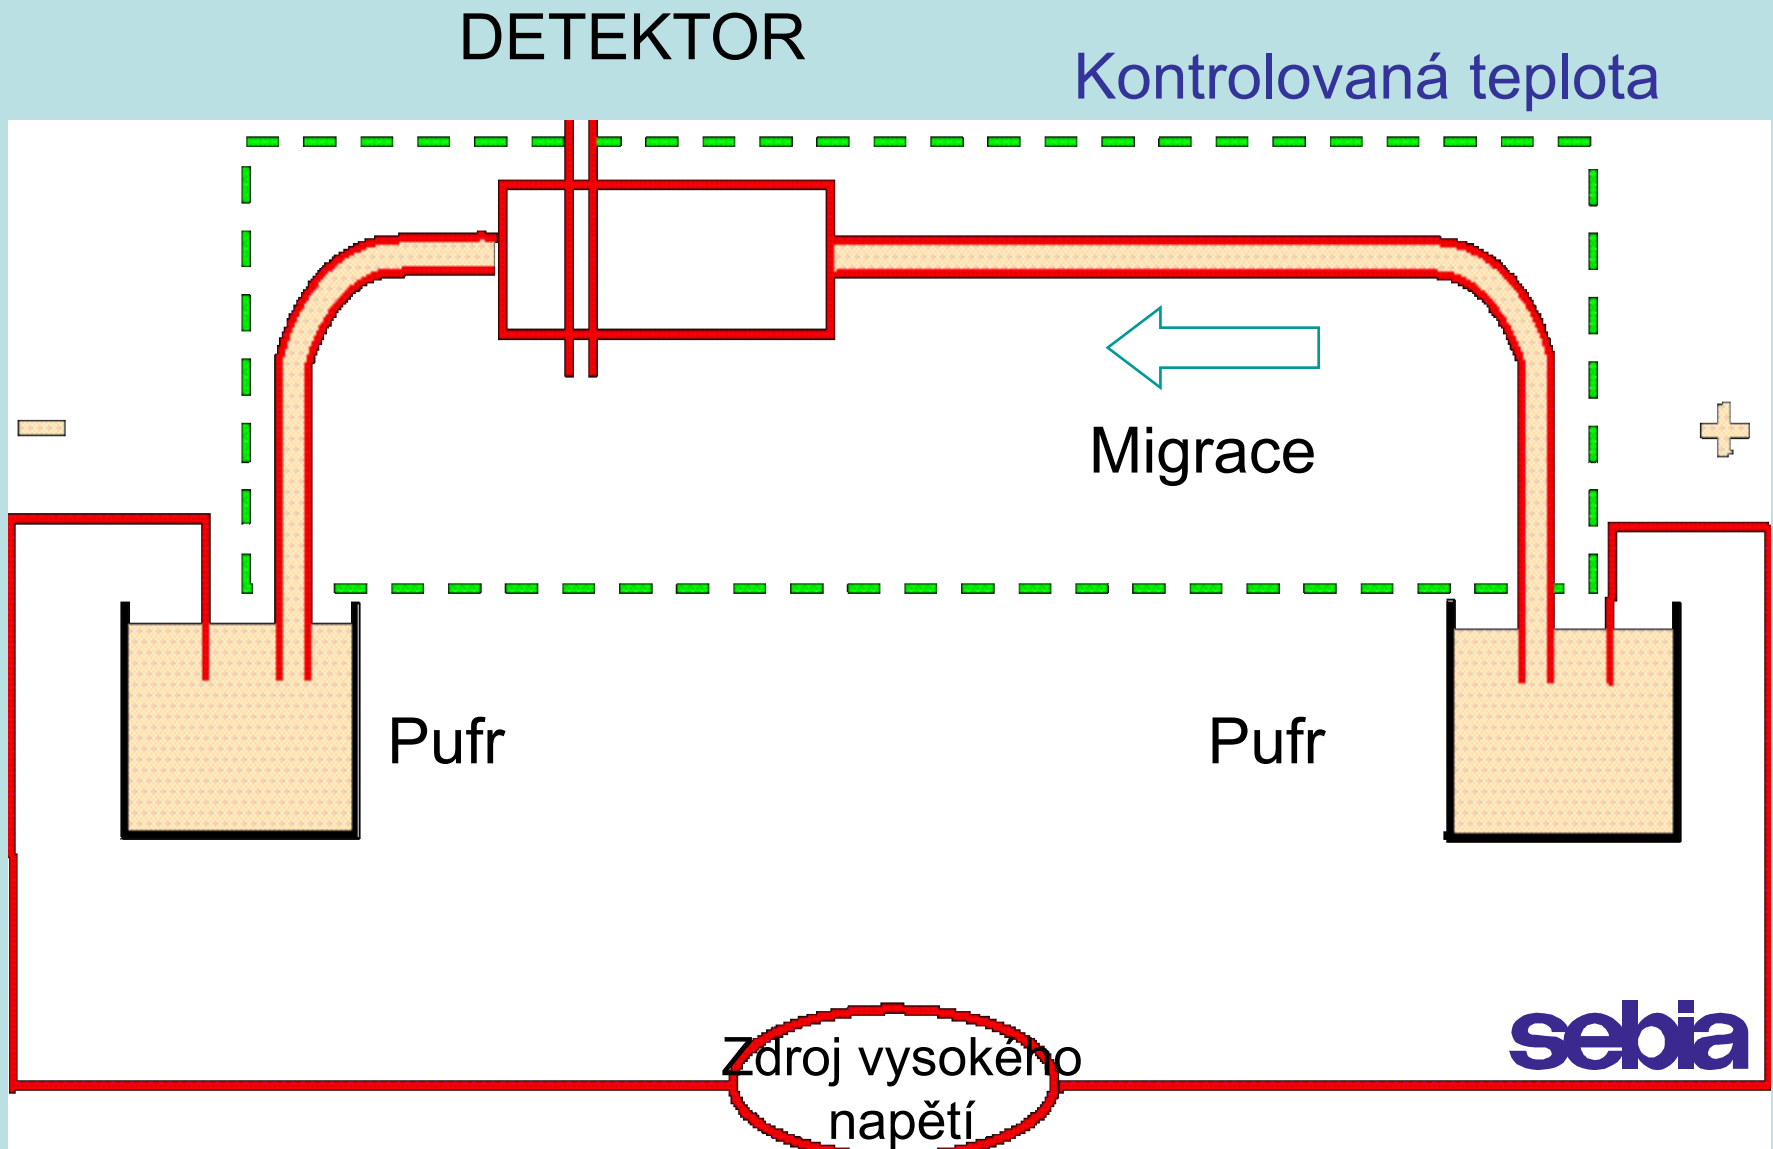 DETEKTOR
Kontrolovaná teplota
-
+
Migrace
Pufr
Pufr
Zdroj vysokého
napětí
sebia